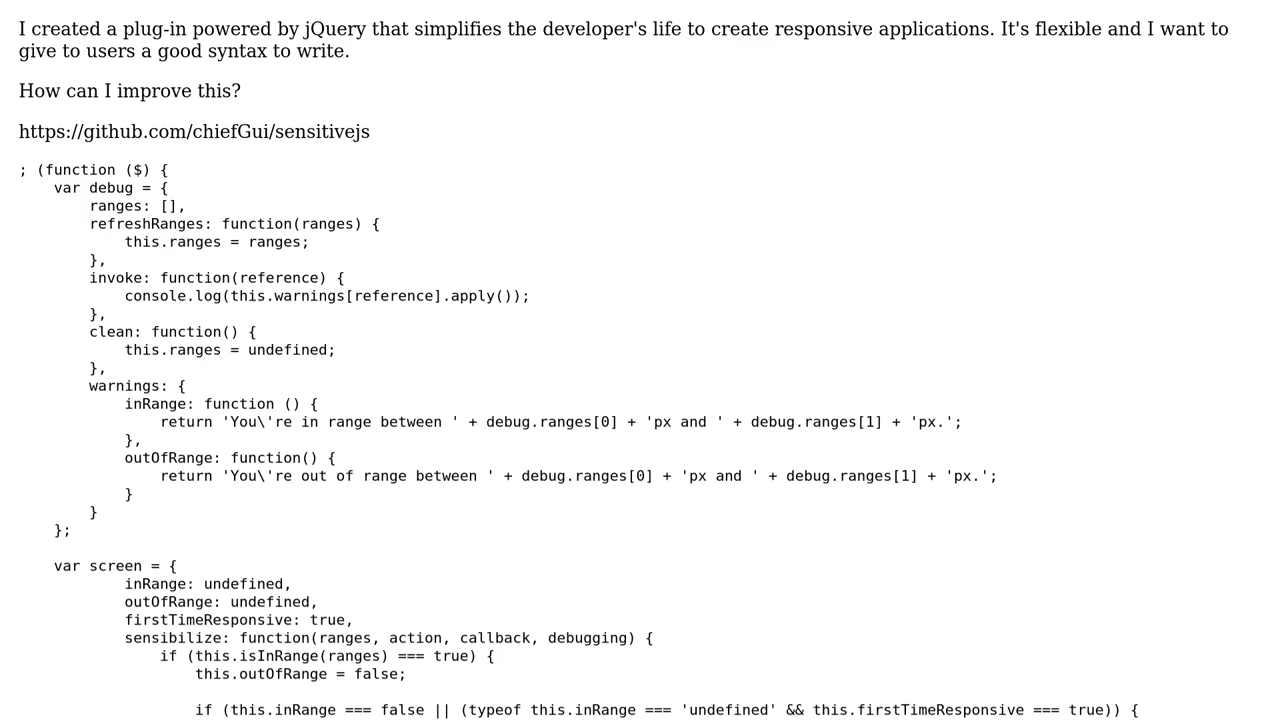 I created a plug-in powered by jQuery that simplifies the developer's life to create responsive applications. It's flexible and I want to
give to users a good syntax to write.
How can I improve this?
https://github.com/chiefGui/sensitivejs
; (function ($) {
    var debug = {
        ranges: [],
        refreshRanges: function(ranges) {
            this.ranges = ranges;
        },
        invoke: function(reference) {
            console.log(this.warnings[reference].apply());
        },
        clean: function() {
            this.ranges = undefined;
        },
        warnings: {
            inRange: function () {
                return 'You\'re in range between ' + debug.ranges[0] + 'px and ' + debug.ranges[1] + 'px.';
            },
            outOfRange: function() {
                return 'You\'re out of range between ' + debug.ranges[0] + 'px and ' + debug.ranges[1] + 'px.';
            }
        }
    };
    var screen = {
            inRange: undefined,
            outOfRange: undefined,
            firstTimeResponsive: true,
            sensibilize: function(ranges, action, callback, debugging) {
                if (this.isInRange(ranges) === true) {
                    this.outOfRange = false;
                    if (this.inRange === false || (typeof this.inRange === 'undefined' && this.firstTimeResponsive === true)) {